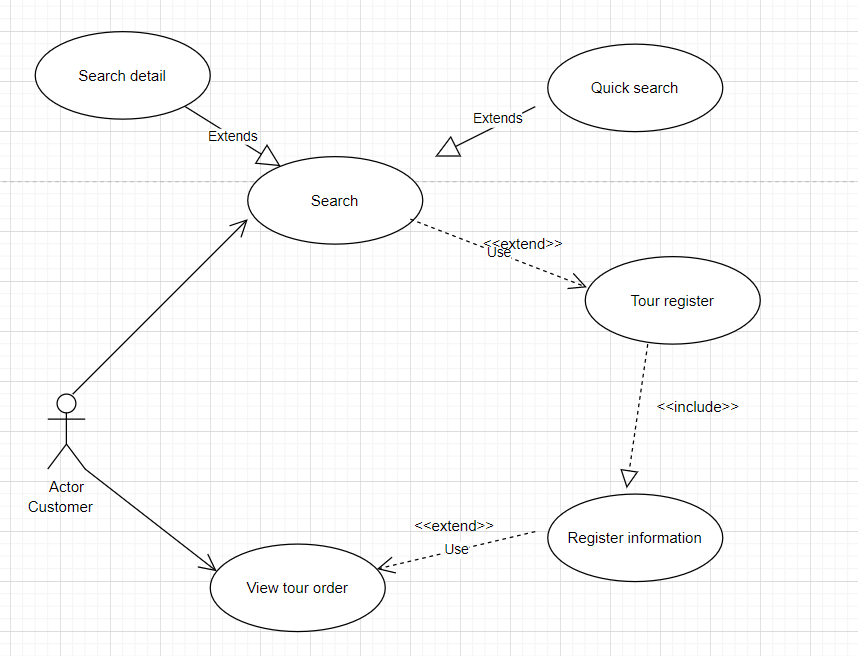 Search detail
Quick search
Extends
Extends
Search
<<extend>>
Use
Tour register
<<include>>
Actor
Customer
<<extend>>
Register information
Use
View tour order